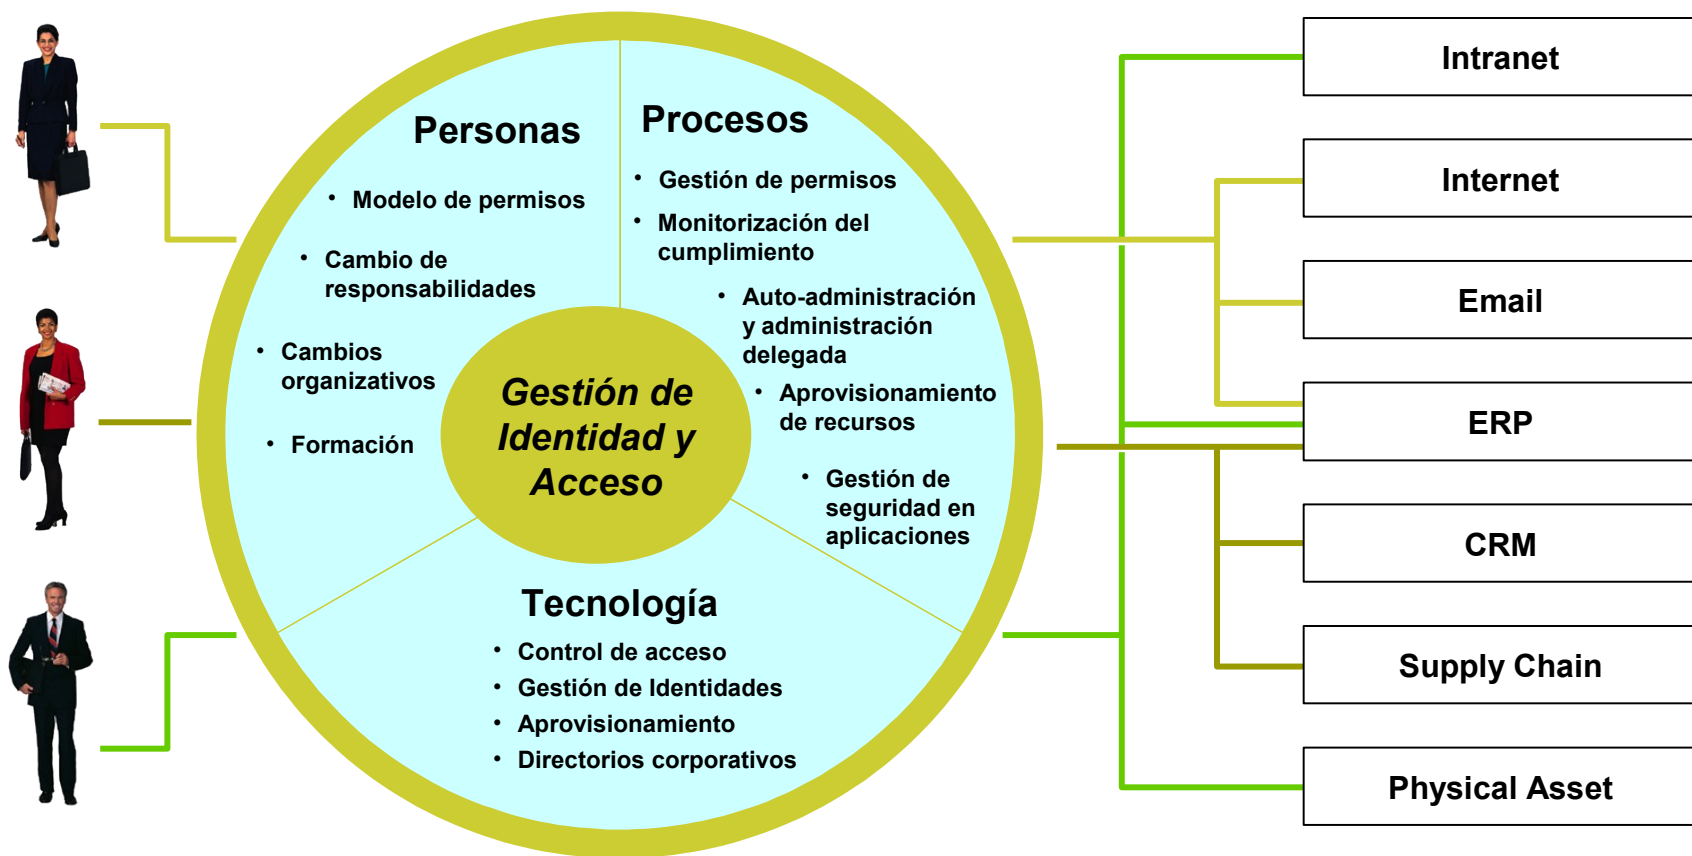 Personas
• Modelo de permisos
• Cambio de
responsabilidades
• Cambios
organizativos
• Formación
Procesos
• Gestión de permisos
• Monitorización del
cumplimiento
• Auto-administración
y administración
delegada
• Aprovisionamiento
de recursos
• Gestión de
seguridad en
aplicaciones
Gestión de
Identidad y
Acceso
Tecnología
• Control de acceso
• Gestión de Identidades
• Aprovisionamiento
• Directorios corporativos
Intranet
Internet
Email
ERP
CRM
Supply Chain
Physical Asset